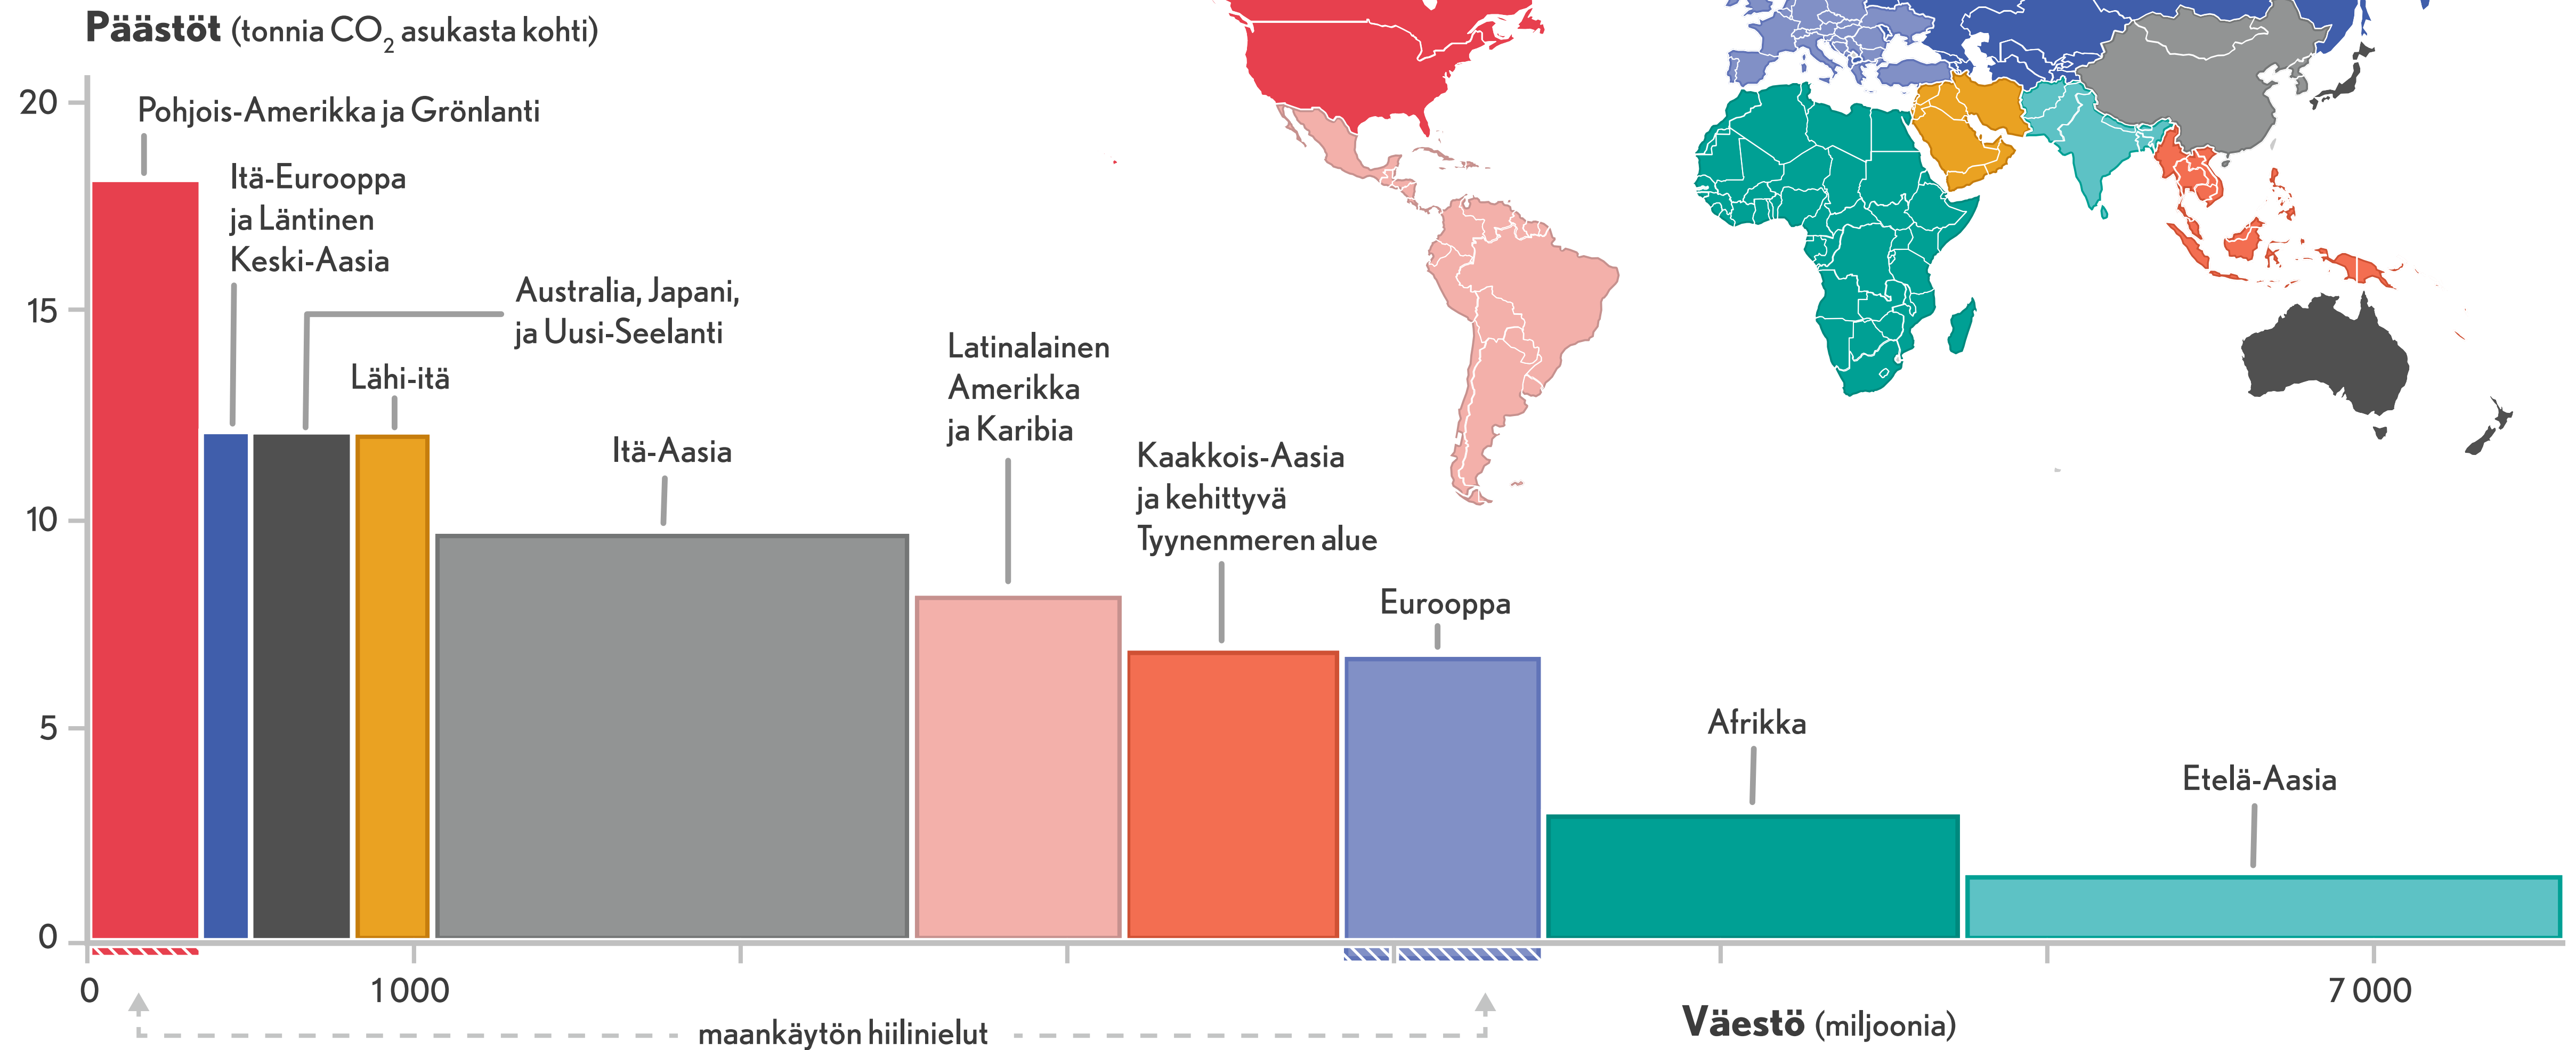 Päästöt (tonnia CO₂ asukasta kohti)
20
Pohjois-Amerikka ja Grönlanti
Itä-Eurooppa
ja Läntinen
Keski-Aasia
15
Australia, Japani,
ja Uusi-Seelanti
Lähi-itä
Latinalainen
Amerikka
ja Karibia
Itä-Aasia
Kaakkois-Aasia
ja kehittyvä
Tyynenmeren alue
10
Eurooppa
5
Afrikka
Etelä-Aasia
0
0
1 000
7 000
maankäytön hiilinielut
Väestö (miljoonia)